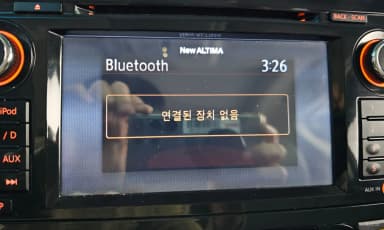 BACK·SCAN
New ALTIMA
Bluetooth
3:26
iPod
/ D
연결된 장치 없음
AUX
AUX IN